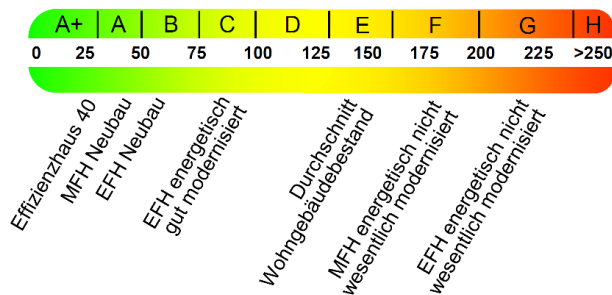 A+ A B C D E F G H
0 25 50 75 100 125 150 175 200 225 >250
Effizienzhaus 40
MFH Neubau
EFH Neubau
EFH energetisch
gut modernisiert
Durchschnitt
Wohngebäudebestand
MFH energetisch nicht
wesentlich modernisiert
EFH energetisch nicht
wesentlich modernisiert